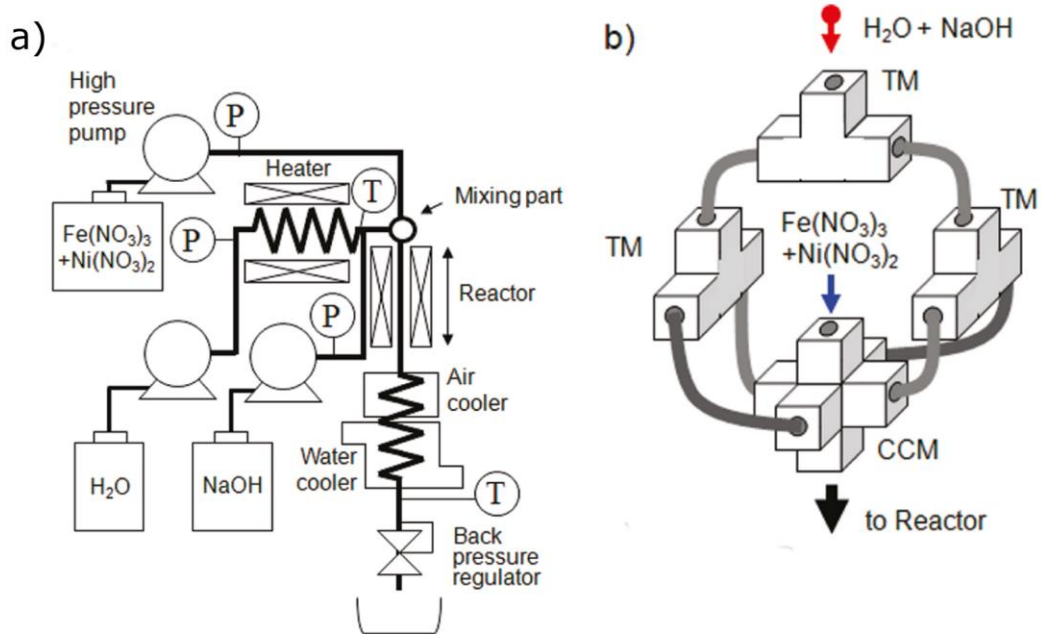 a)
High
pressure
pump
P
Heater
T
Mixing part
Fe(NO₃)₃
+Ni(NO₃)₂
P
Reactor
P
Air
cooler
H₂O
NaOH
Water
cooler
T
Back
pressure
regulator
b)
H₂O + NaOH
TM
TM
Fe(NO₃)₃
+Ni(NO₃)₂
TM
CCM
to Reactor